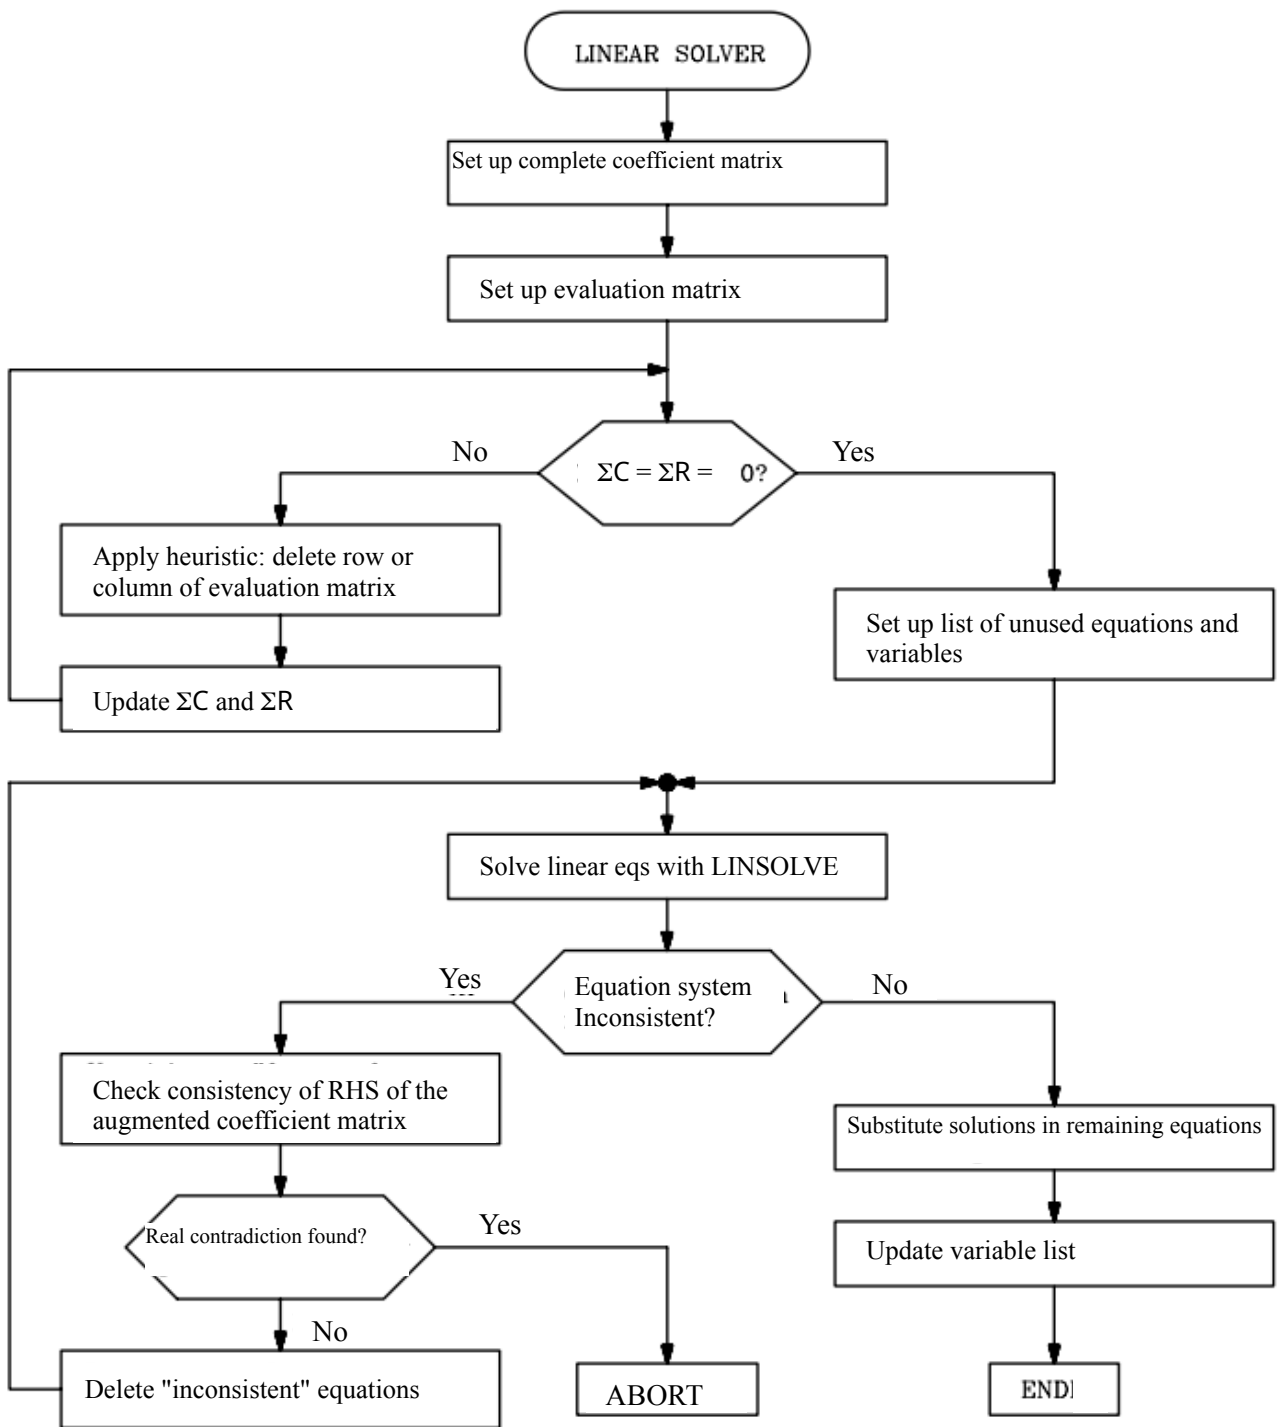 LINEAR SOLVER
Set up complete coefficient matrix
Set up evaluation matrix
No
ΣC = ΣR = 0?
Yes
Apply heuristic: delete row or
column of evaluation matrix
Set up list of unused equations and
variables
Update ΣC and ΣR
Solve linear eqs with LINSOLVE
Yes
Equation system
Inconsistent?
No
Check consistency of RHS of the
augmented coefficient matrix
Substitute solutions in remaining equations
Real contradiction found?
Yes
Update variable list
No
Delete "inconsistent" equations
ABORT
END